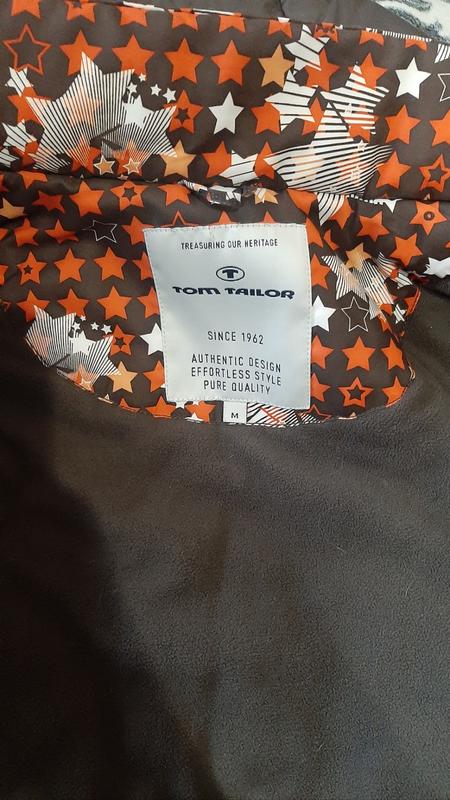 TREASURING OUR HERITAGE
T
TOM TAILOR
SINCE 1962
AUTHENTIC DESIGN
EFFORTLESS STYLE
PURE QUALITY
M